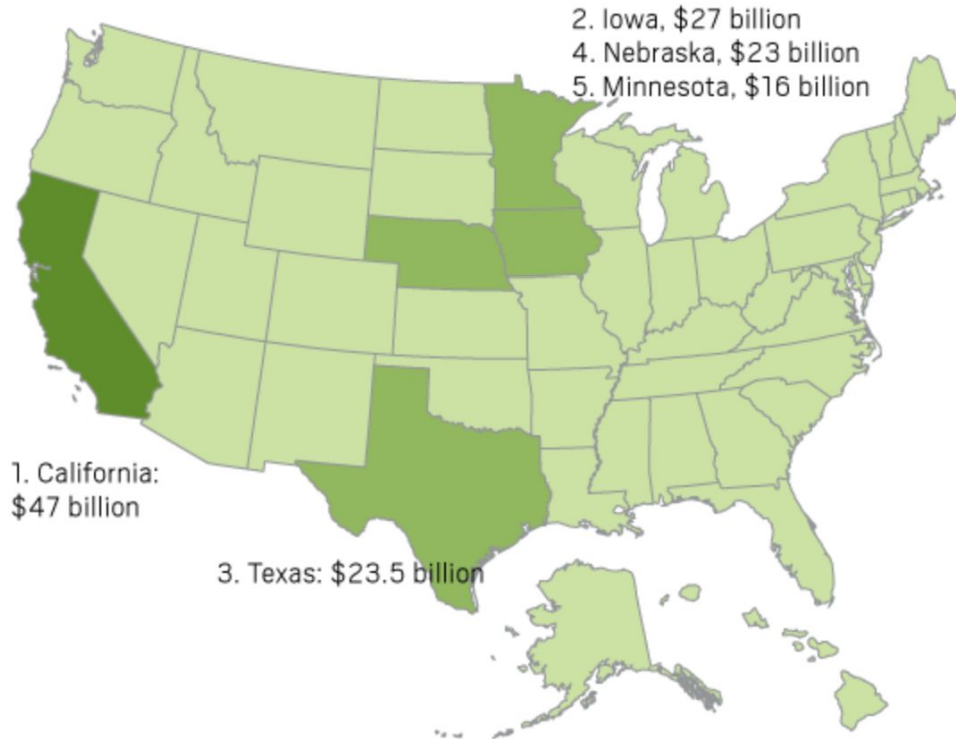 2. Iowa, $27 billion
4. Nebraska, $23 billion
5. Minnesota, $16 billion
1. California:
$47 billion
3. Texas: $23.5 billion